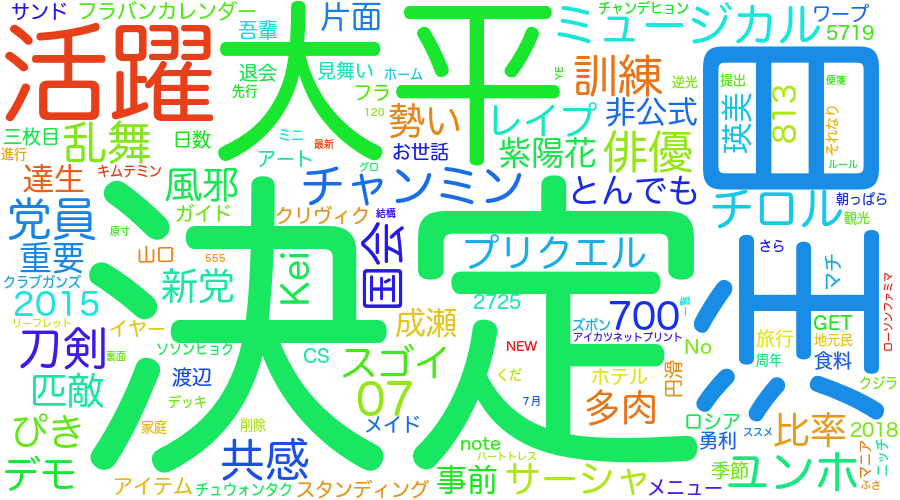 サンド
フラバンカレンダー
片面
吾輩
活躍
太平
ミュージカル
チャンデヒョン
ワープ
5719
四
退会
先行
見舞い
ホーム
フラ
120
YE
訓練
逆光
提出
便箋
勢い
レイプ
非公式
瑛美
813
それなり
三枚目
進行
乱舞
日数
ミニ
最新
アート
お世話
グロ
紫陽花
俳優
ルール
達生
キムテミン
風邪
チャンミン
とんでも
チロル
朝っぱら
観光
党員
ガイド
クリヴィク
結構
原寸
国会
プリクエル
さら
重要
山口
555
Kei
決定
クラブガンズ
新党
2015
リーフレット
イヤー
2725
成瀬
700
一覧
ズボン
アイカツネットプリント
マチ
ローソンファミマ
刀剣
裏面
ソソンヒョク
CS
NEW
スゴイ
No
旅行
GET
地元民
周年
食料
匹敵
渡辺
デッキ
07
くだ
ホテル
円滑
クジラ
7月
多肉
ぴき
家庭
削除
メイド
共感
note
ハートトレス
ロシア
勇利
ススメ
比率
2018
デモ
アイテム
チュウォンタク
スタンディング
事前
サーシャ
メニュー
季節
ユンホ
マニア
ふさ
ニッチ